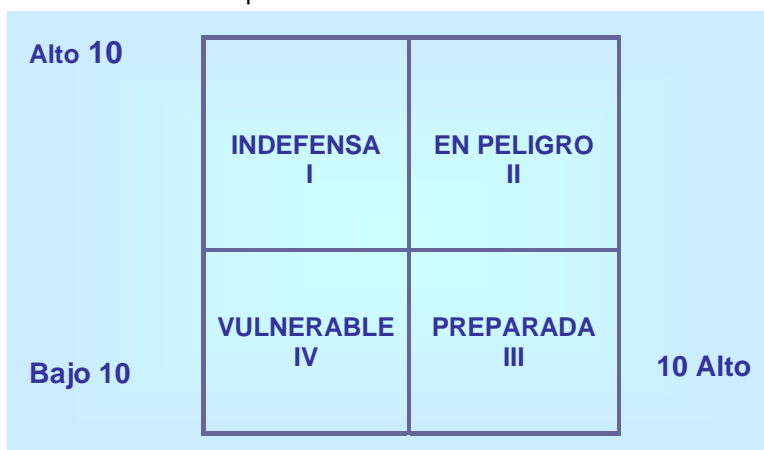 Alto 10
INDEFENSA
I
EN PELIGRO
II
VULNERABLE
IV
PREPARADA
III
Bajo 10
10 Alto